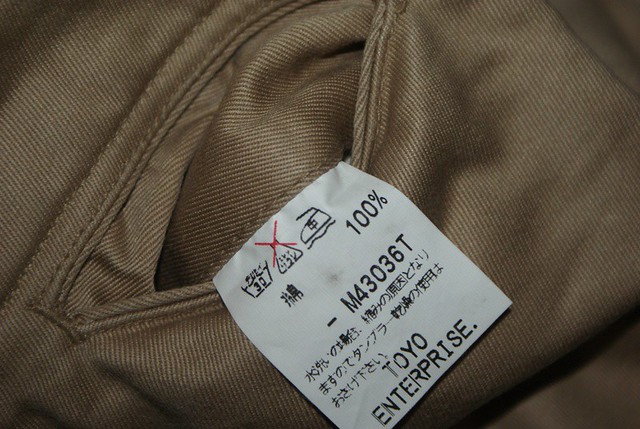 綿 100%
- M43036T
水洗いの場合、縮みの原因となり
ますのでタンブラー乾燥の使用は
おさけ下さい。
TOYO
ENTERPRISE.